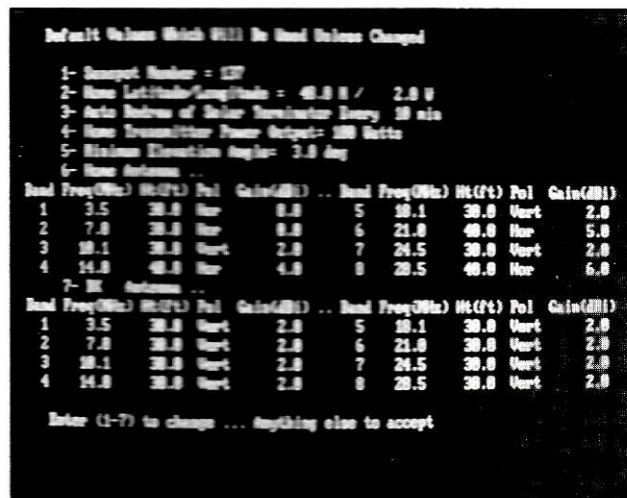 Default Values Which Will Be Used Unless Changed
1- Sunspot Number = 137
2- Home Latitude/Longitude = 48.0 N / 2.0 W
3- Auto Redraw of Solar Terminator Every 10 min
4- Home Transmitter Power Output= 100 Watts
5- Minimum Elevation Angle= 3.0 deg
6- Home Antenna ..
Band Freq(MHz) Ht(ft) Pol Gain(dBi) .. Band Freq(MHz) Ht(ft) Pol Gain(dBi)
1 3.5 30.0 Hor 0.0 5 18.1 30.0 Vert 2.0
2 7.0 30.0 Hor 0.0 6 21.0 40.0 Hor 5.0
3 10.1 30.0 Vert 2.0 7 24.5 30.0 Vert 2.0
4 14.0 40.0 Hor 4.0 8 28.5 40.0 Hor 6.0
7- DX Antenna ..
Band Freq(MHz) Ht(ft) Pol Gain(dBi) .. Band Freq(MHz) Ht(ft) Pol Gain(dBi)
1 3.5 30.0 Vert 2.0 5 18.1 30.0 Vert 2.0
2 7.0 30.0 Vert 2.0 6 21.0 30.0 Vert 2.0
3 10.1 30.0 Vert 2.0 7 24.5 30.0 Vert 2.0
4 14.0 30.0 Vert 2.0 8 28.5 30.0 Vert 2.0
Enter (1-7) to change ... Anything else to accept